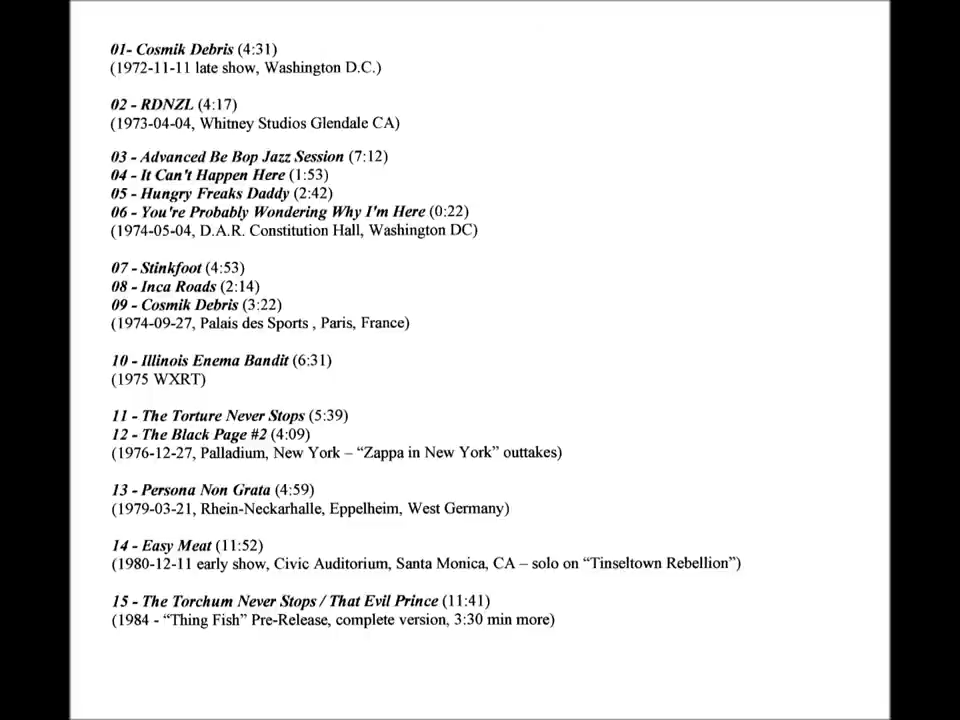 01- Cosmik Debris (4:31)
(1972-11-11 late show, Washington D.C.)
02 - RDNZL (4:17)
(1973-04-04, Whitney Studios Glendale CA)
03 - Advanced Be Bop Jazz Session (7:12)
04 - It Can't Happen Here (1:53)
05 - Hungry Freaks Daddy (2:42)
06 - You're Probably Wondering Why I'm Here (0:22)
(1974-05-04, D.A.R. Constitution Hall, Washington DC)
07 - Stinkfoot (4:53)
08 - Inca Roads (2:14)
09 - Cosmik Debris (3:22)
(1974-09-27, Palais des Sports , Paris, France)
10 - Illinois Enema Bandit (6:31)
(1975 WXRT)
11 - The Torture Never Stops (5:39)
12 - The Black Page #2 (4:09)
(1976-12-27, Palladium, New York – “Zappa in New York” outtakes)
13 - Persona Non Grata (4:59)
(1979-03-21, Rhein-Neckarhalle, Eppelheim, West Germany)
14 - Easy Meat (11:52)
(1980-12-11 early show, Civic Auditorium, Santa Monica, CA – solo on “Tinseltown Rebellion”)
15 - The Torchum Never Stops / That Evil Prince (11:41)
(1984 - “Thing Fish” Pre-Release, complete version, 3:30 min more)